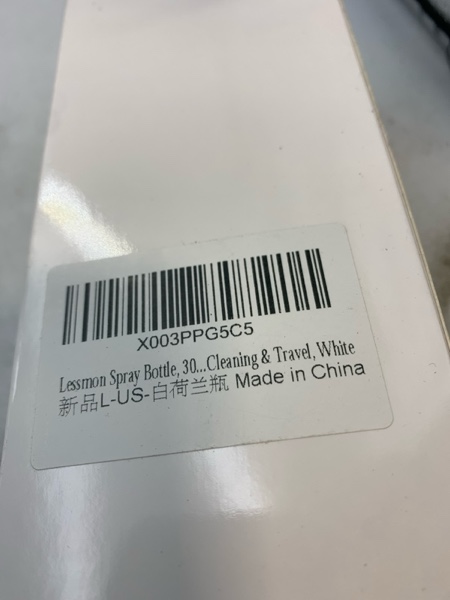 X003PPG5C5
Lessmon Spray Bottle, 30...Cleaning & Travel, White
新品L-US-白荷兰瓶 Made in China